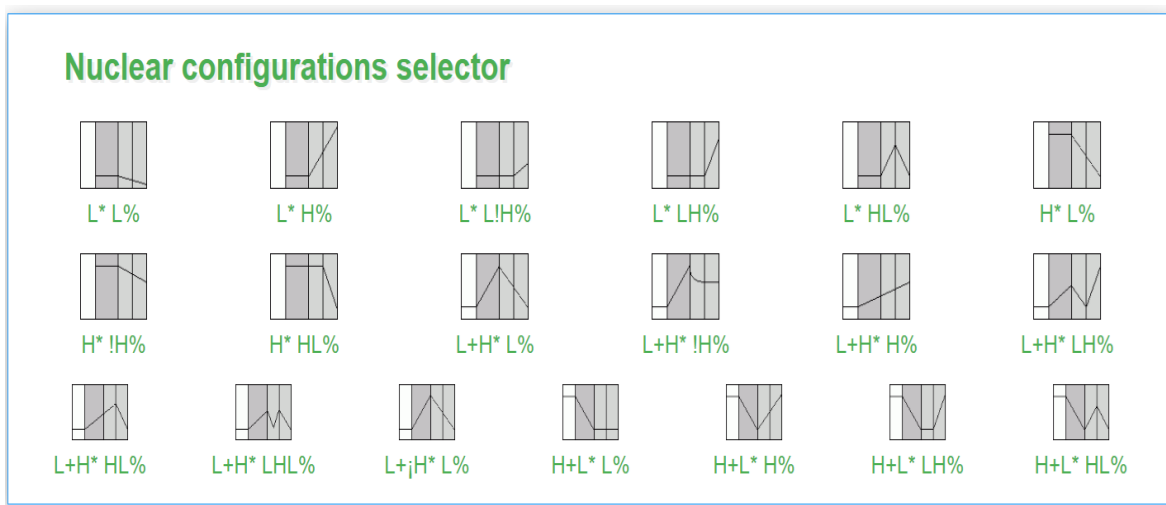 Nuclear configurations selector
L* L% L* H% L* L!H% L* LH% L* HL% H* L%
H* !H% H* HL% L+H* L% L+H* !H% L+H* H% L+H* LH%
L+H* HL% L+H* LHL% L+¡H* L% H+L* L% H+L* H% H+L* LH% H+L* HL%